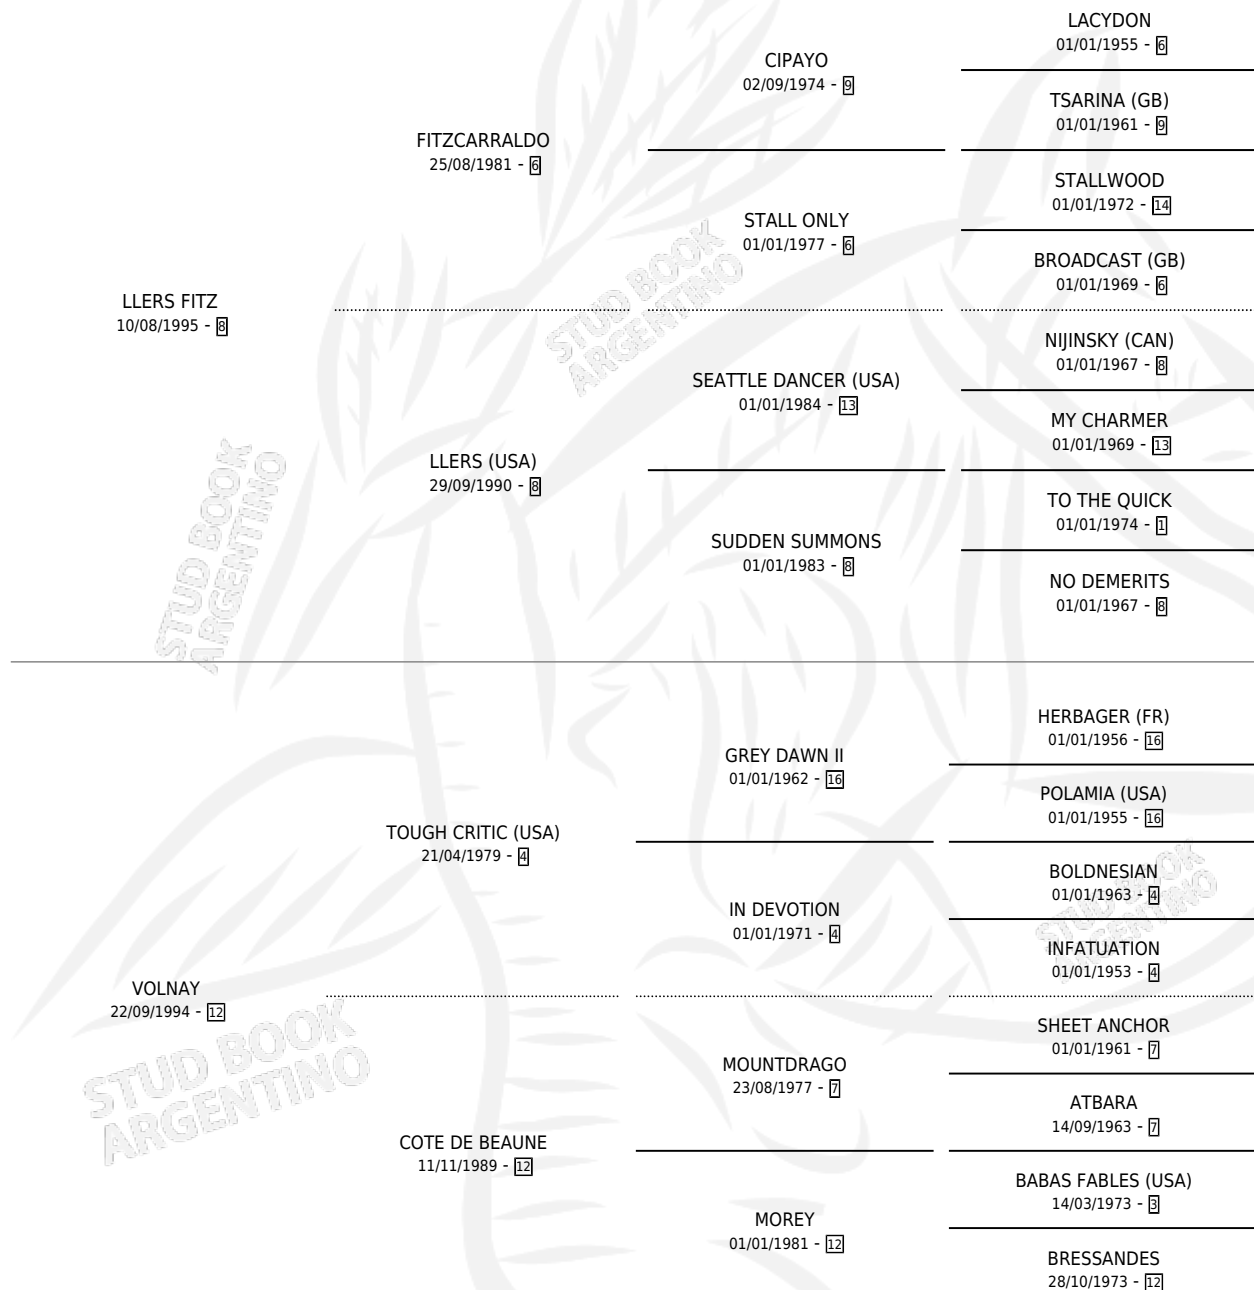 LACYDON
01/01/1955 - 6
CIPAYO
02/09/1974 - 9
TSARINA (GB)
01/01/1961 - 9
FITZCARRALDO
25/08/1981 - 6
STALLWOOD
01/01/1972 - 14
STALL ONLY
01/01/1977 - 6
BROADCAST (GB)
01/01/1969 - 6
LLERS FITZ
10/08/1995 - 8
NIJINSKY (CAN)
01/01/1967 - 8
SEATTLE DANCER (USA)
01/01/1984 - 13
MY CHARMER
01/01/1969 - 13
LLERS (USA)
29/09/1990 - 8
TO THE QUICK
01/01/1974 - 1
SUDDEN SUMMONS
01/01/1983 - 8
NO DEMERITS
01/01/1967 - 8
HERBAGER (FR)
01/01/1956 - 16
GREY DAWN II
01/01/1962 - 16
POLAMIA (USA)
01/01/1955 - 16
TOUGH CRITIC (USA)
21/04/1979 - 4
BOLDNESIAN
01/01/1963 - 4
IN DEVOTION
01/01/1971 - 4
INFATUATION
01/01/1953 - 4
VOLNAY
22/09/1994 - 12
SHEET ANCHOR
01/01/1961 - 7
MOUNTDRAGO
23/08/1977 - 7
ATBARA
14/09/1963 - 7
COTE DE BEAUNE
11/11/1989 - 12
BABAS FABLES (USA)
14/03/1973 - 3
MOREY
01/01/1981 - 12
BRESSANDES
28/10/1973 - 12
STUD BOOK
ARGENTINO
STUD BOOK
ARGENTINO
STUD BOOK
ARGENTINO
STUD BOOK
ARGENTINO